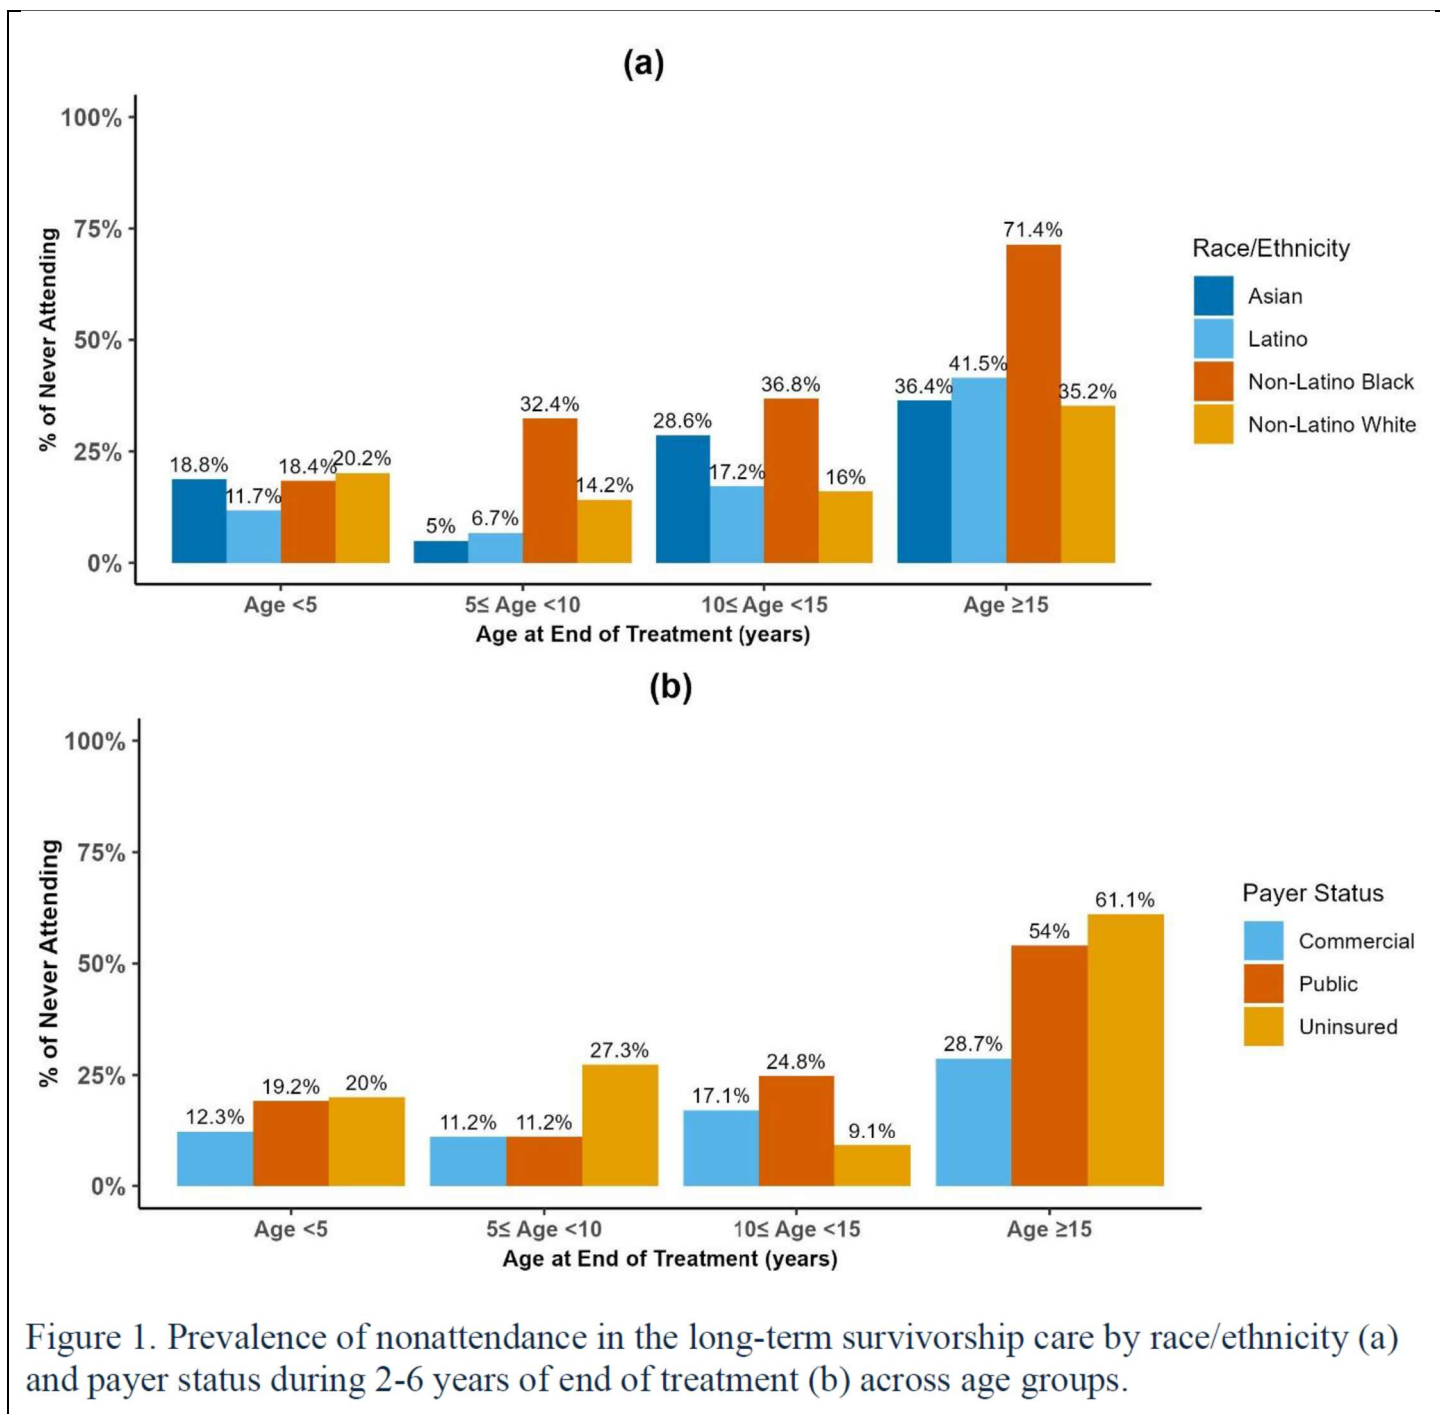 (a)
100%
75%
50%
25%
0%
% of Never Attending
18.8%
11.7%
18.4%
20.2%
5%
6.7%
32.4%
14.2%
28.6%
17.2%
36.8%
16%
36.4%
41.5%
71.4%
35.2%
Age <5
5≤ Age <10
10≤ Age <15
Age ≥15
Age at End of Treatment (years)
Race/Ethnicity
Asian
Latino
Non-Latino Black
Non-Latino White
(b)
100%
75%
50%
25%
0%
% of Never Attending
12.3%
19.2%
20%
11.2%
11.2%
27.3%
17.1%
24.8%
9.1%
28.7%
54%
61.1%
Age <5
5≤ Age <10
10≤ Age <15
Age ≥15
Age at End of Treatment (years)
Payer Status
Commercial
Public
Uninsured
Figure 1. Prevalence of nonattendance in the long-term survivorship care by race/ethnicity (a)
and payer status during 2-6 years of end of treatment (b) across age groups.